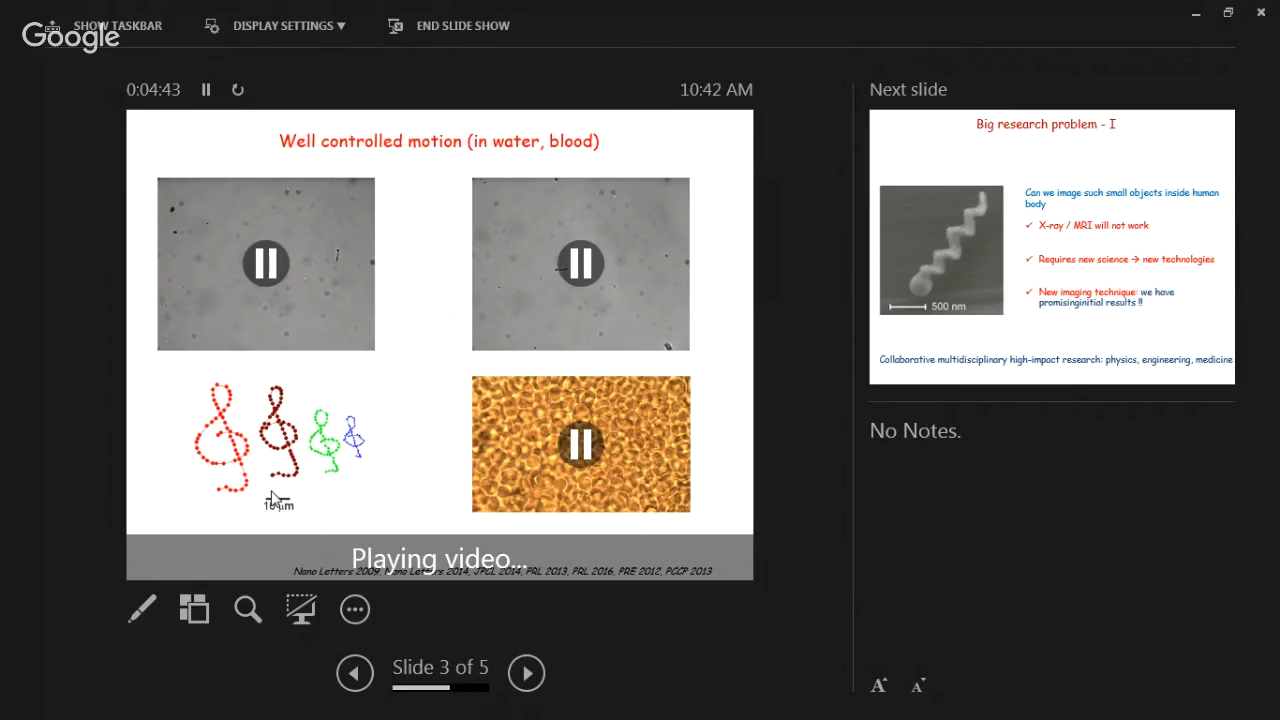 SHOW TASKBAR
DISPLAY SETTINGS ▼
END SLIDE SHOW
Google
0:04:43
10:42 AM
Well controlled motion (in water, blood)
10 μm
Playing video...
Nano Letters 2009, Nano Letters 2014, JPCL 2014, PRL 2013, PRL 2016, PRE 2012, PCCP 2013
Slide 3 of 5
Next slide
Big research problem - I
Can we image such small objects inside human
body
✓ X-ray / MRI will not work
✓ Requires new science → new technologies
✓ New imaging technique: we have
promisinginitial results !!
500 nm
Collaborative multidisciplinary high-impact research: physics, engineering, medicine
No Notes.
A A